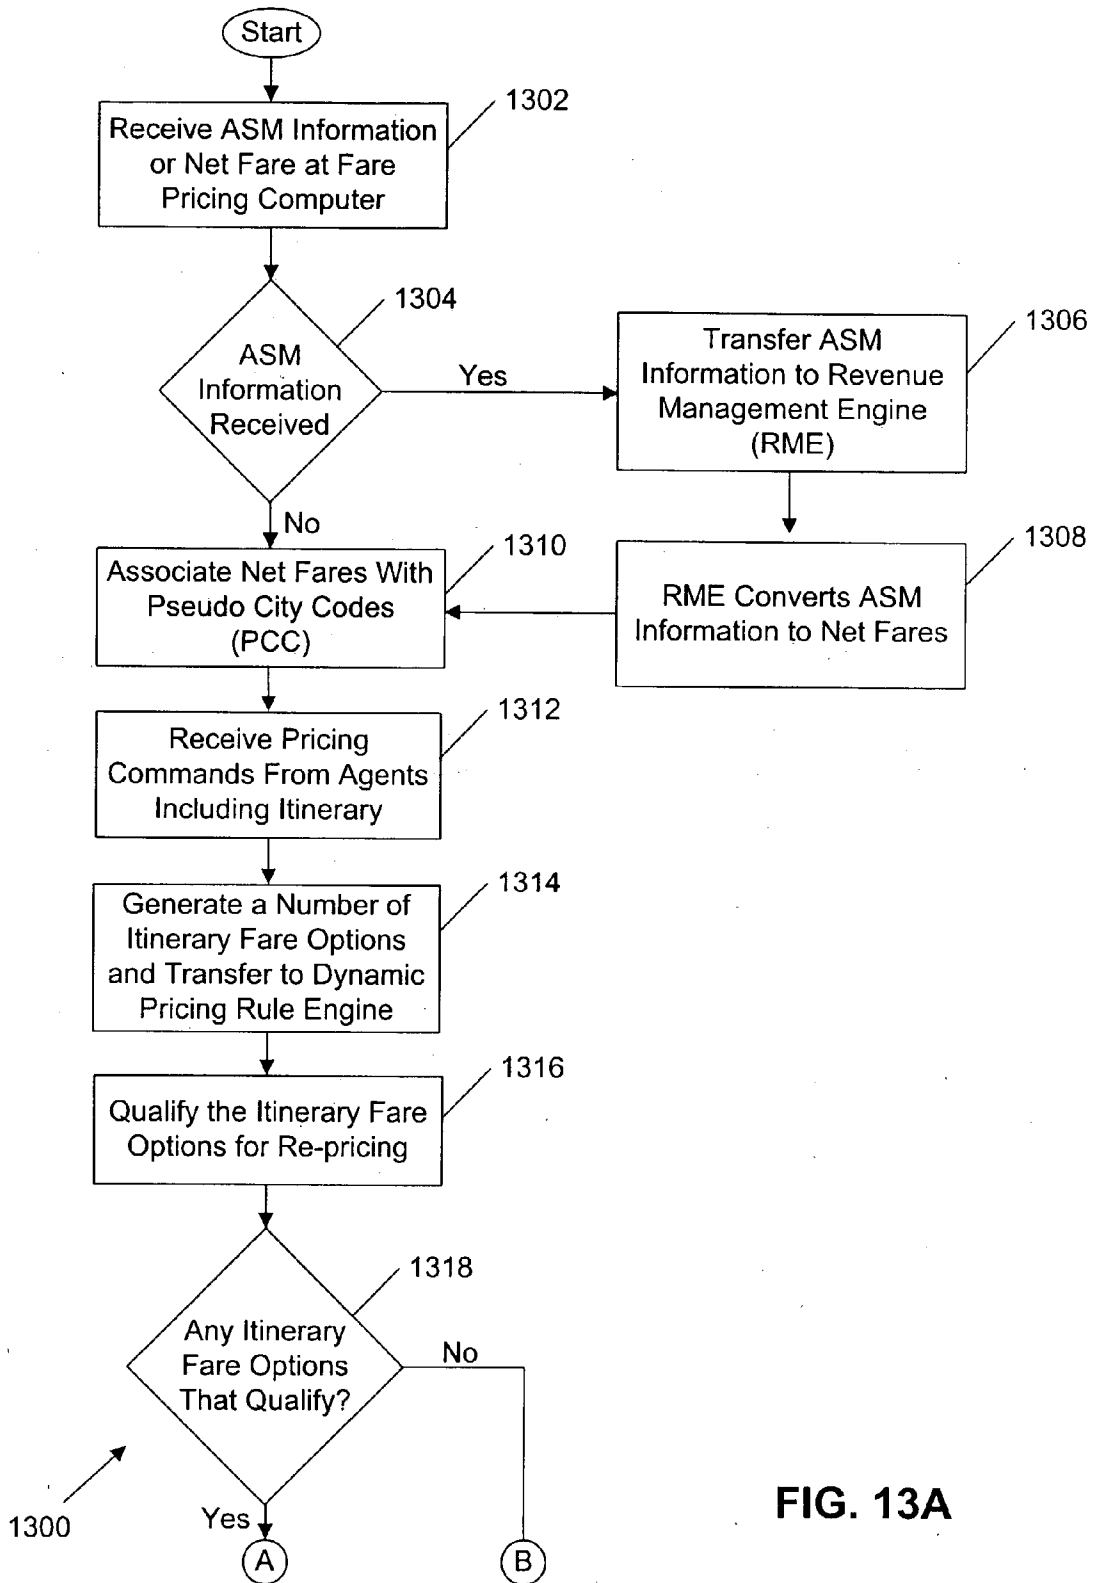 Start
1302
Receive ASM Information
or Net Fare at Fare
Pricing Computer
1304
ASM
Information
Received
Yes
1306
Transfer ASM
Information to Revenue
Management Engine
(RME)
No
1310
Associate Net Fares With
Pseudo City Codes
(PCC)
1308
RME Converts ASM
Information to Net Fares
1312
Receive Pricing
Commands From Agents
Including Itinerary
1314
Generate a Number of
Itinerary Fare Options
and Transfer to Dynamic
Pricing Rule Engine
1316
Qualify the Itinerary Fare
Options for Re-pricing
1318
Any Itinerary
Fare Options
That Qualify?
No
1300
Yes
A
B
FIG. 13A